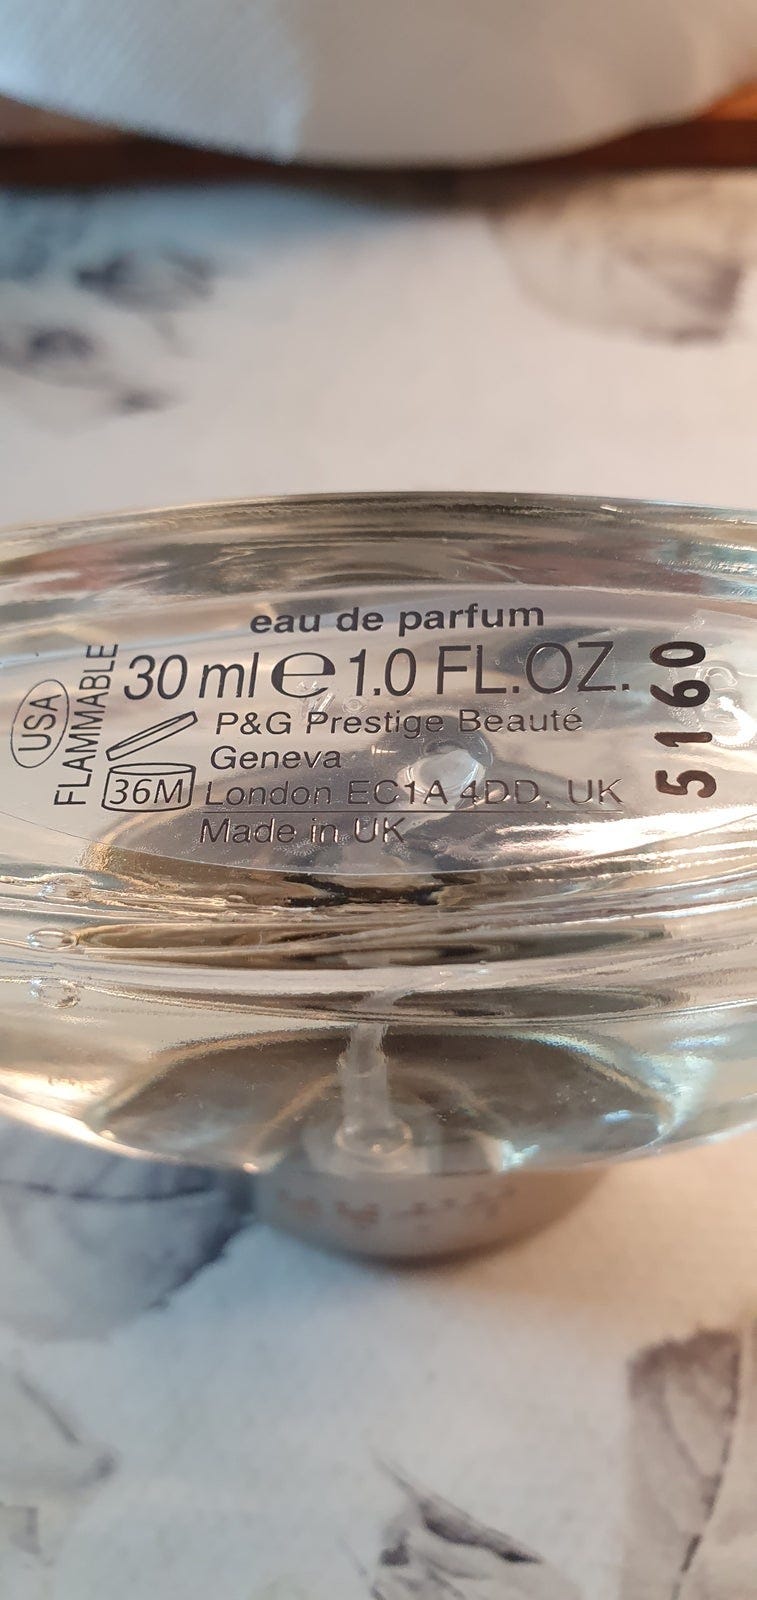 eau de parfum
30 ml ℮ 1.0 FL.OZ.
USA
FLAMMABLE
36M
P&G Prestige Beauté
Geneva
London EC1A 4DD, UK
Made in UK
5160